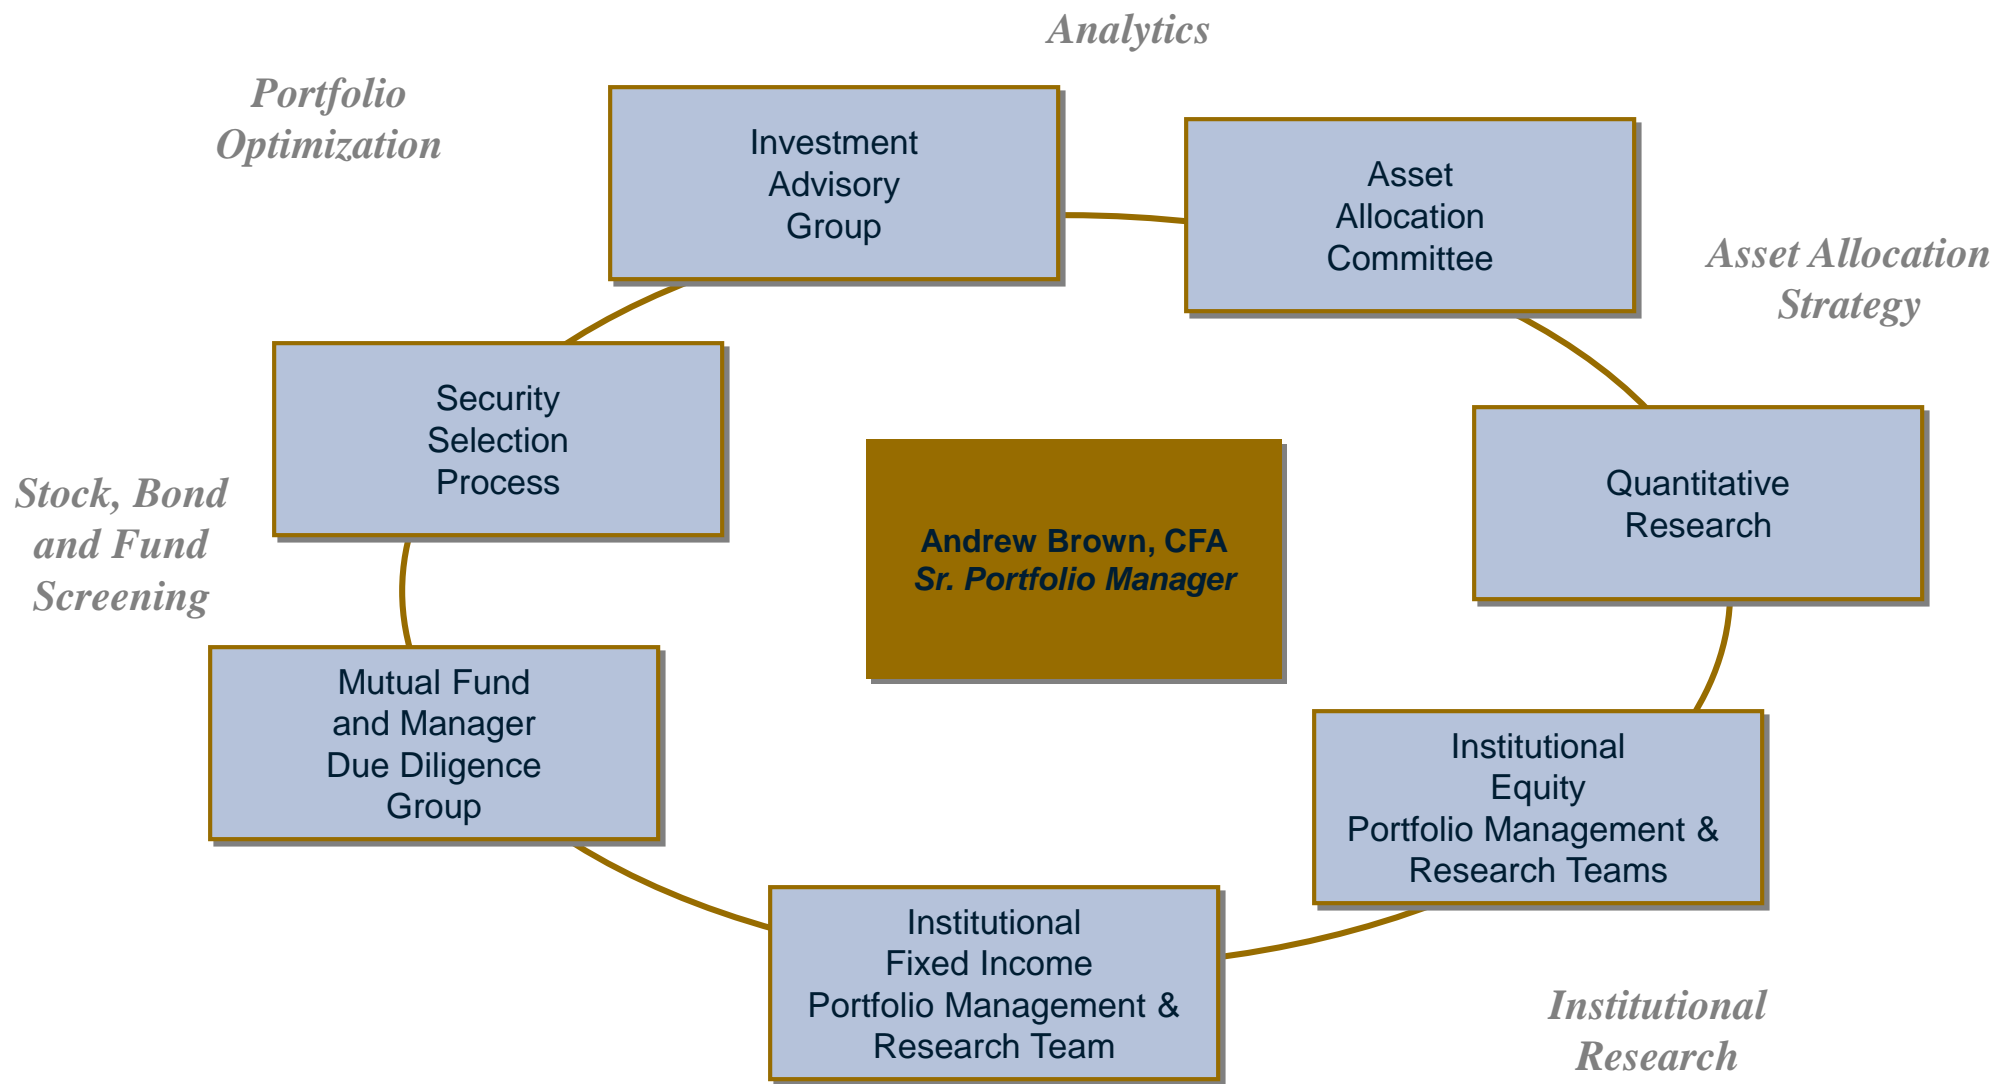 Analytics
Portfolio
Optimization
Investment
Advisory
Group
Asset
Allocation
Committee
Asset Allocation
Strategy
Security
Selection
Process
Quantitative
Research
Andrew Brown, CFA
Sr. Portfolio Manager
Stock, Bond
and Fund
Screening
Mutual Fund
and Manager
Due Diligence
Group
Institutional
Equity
Portfolio Management &
Research Teams
Institutional
Fixed Income
Portfolio Management &
Research Team
Institutional
Research